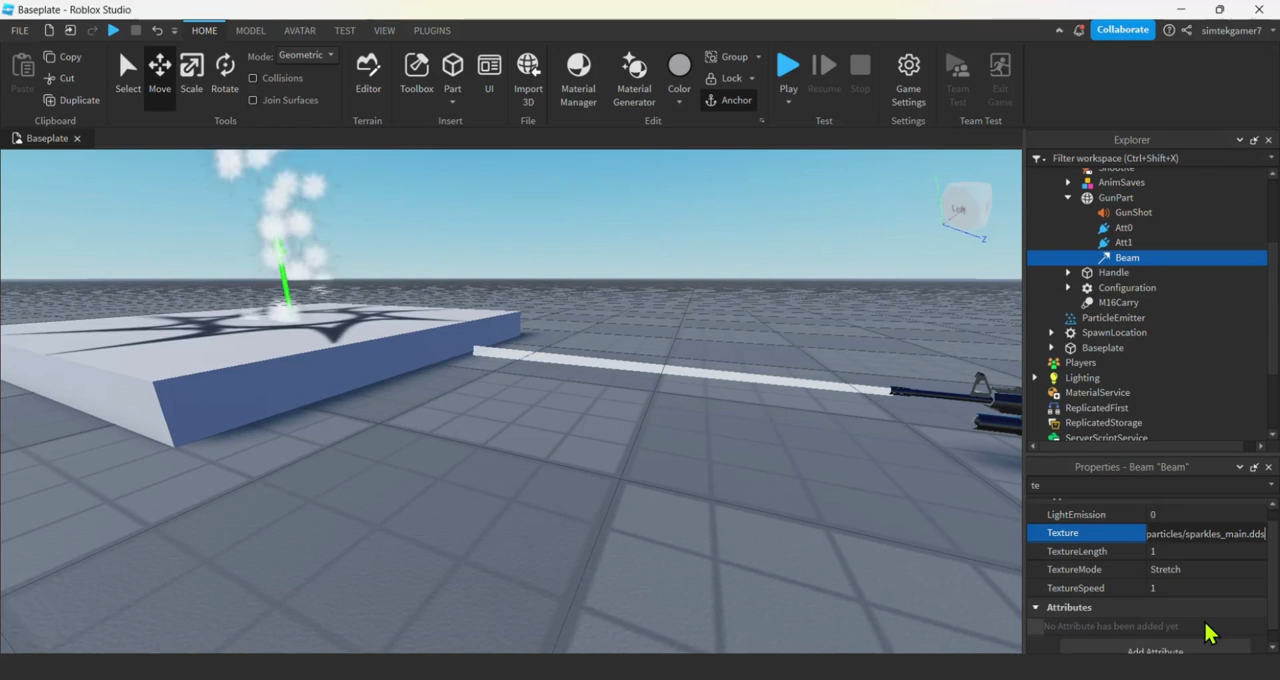 Baseplate - Roblox Studio
FILE HOME MODEL AVATAR TEST VIEW PLUGINS Collaborate simtekgamer7
Paste Copy Cut Duplicate Clipboard
Select Move Scale Rotate Mode: Geometric Collisions Join Surfaces Tools
Editor Terrain
Toolbox Part UI Insert
Import 3D File
Material Manager Material Generator Color Group Lock Anchor Edit
Play Resume Stop Test
Game Settings Settings
Team Test Exit Game Team Test
Baseplate
Z
Explorer
Filter workspace (Ctrl+Shift+X)
AnimSaves
GunPart
GunShot
Att0
Att1
Beam
Handle
Configuration
M16Carry
ParticleEmitter
SpawnLocation
Baseplate
Players
Lighting
MaterialService
ReplicatedFirst
ReplicatedStorage
ServerScriptService
Properties - Beam "Beam"
te
LightEmission 0
Texture particles/sparkles_main.dds
TextureLength 1
TextureMode Stretch
TextureSpeed 1
Attributes
No Attribute has been added yet
Add Attribute